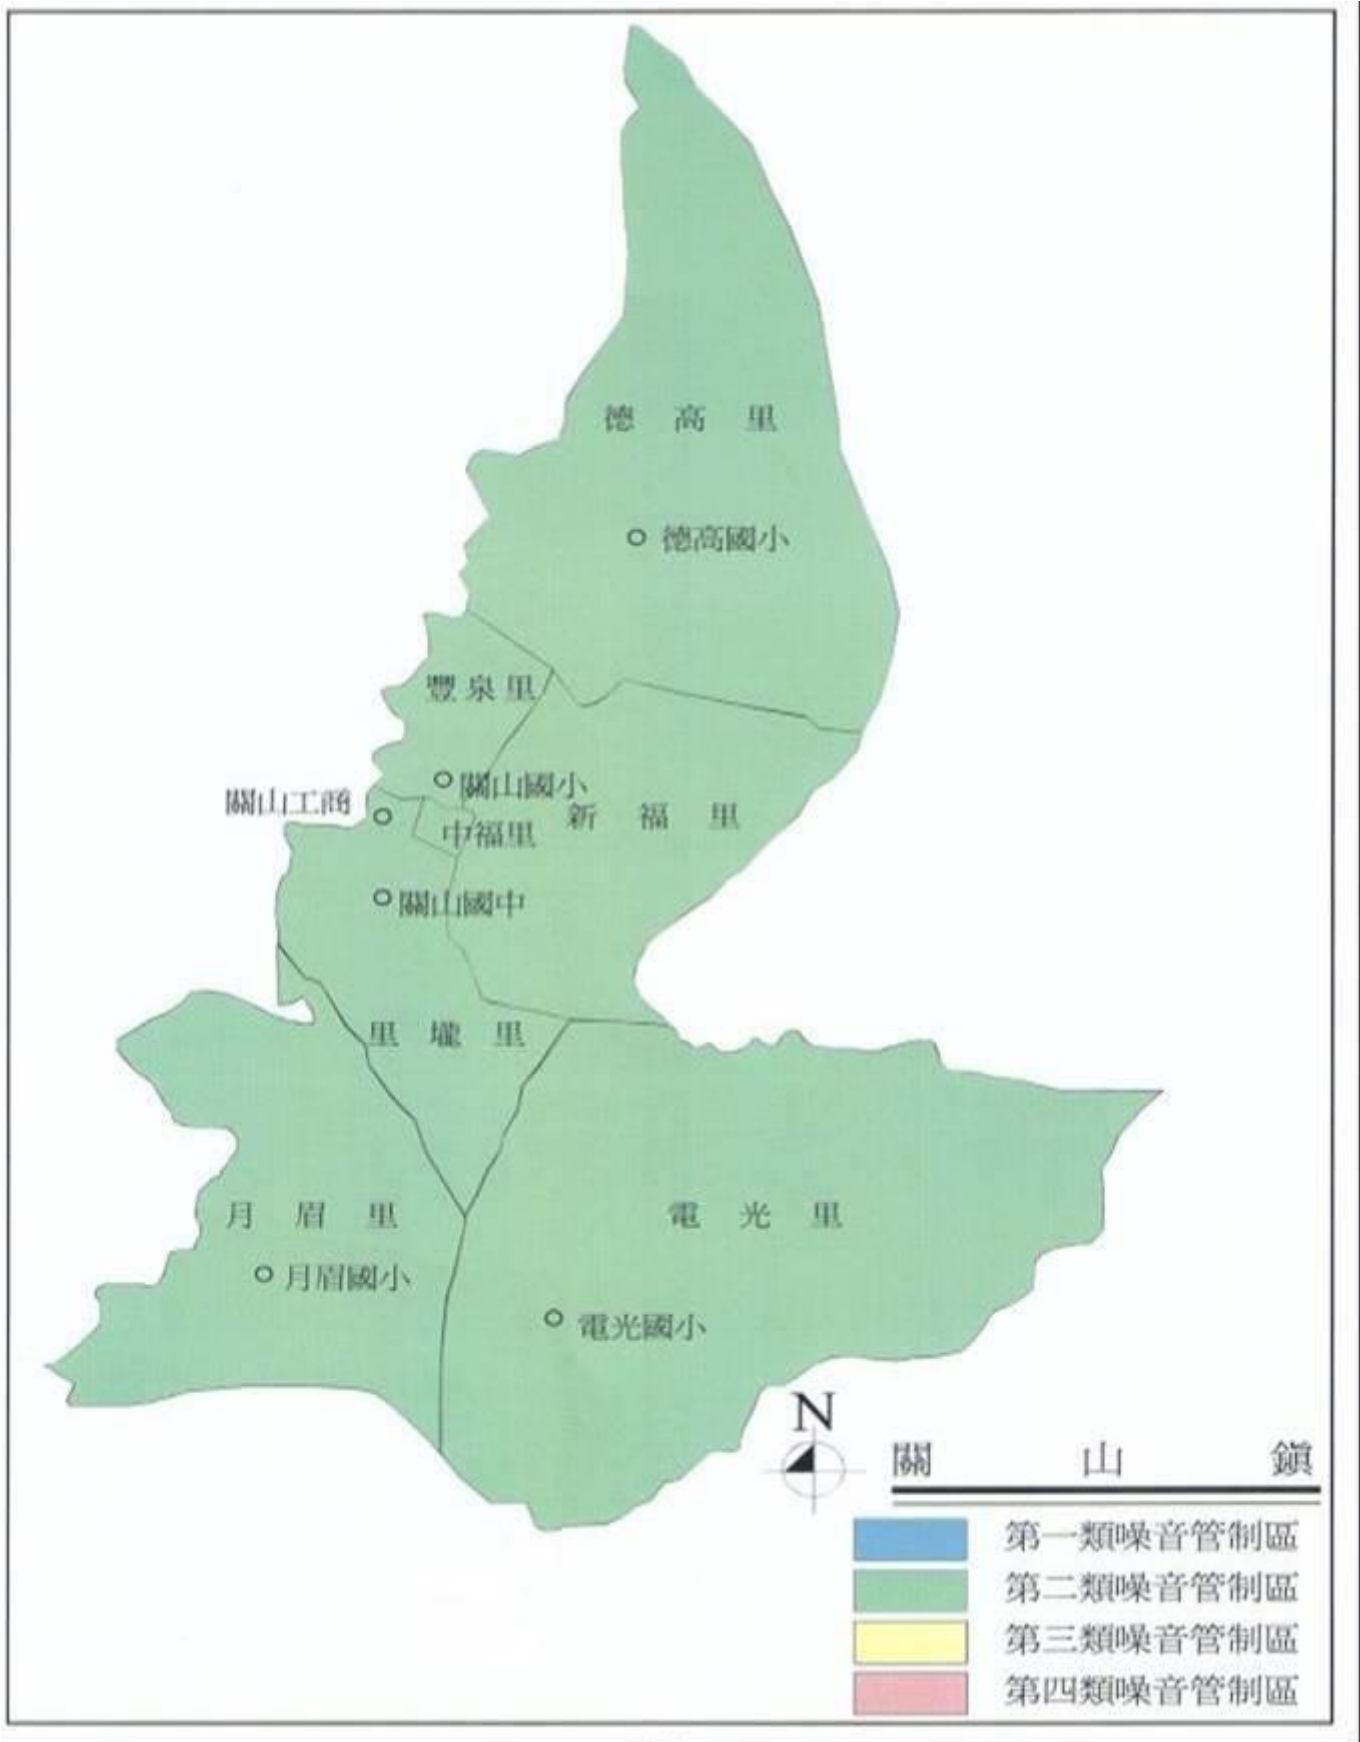 德高里
德高國小
豐泉里
關山國小
關山工商
新福里
中福里
關山國中
里壠里
月眉里
電光里
月眉國小
電光國小
N
關山鎮
第一類噪音管制區
第二類噪音管制區
第三類噪音管制區
第四類噪音管制區